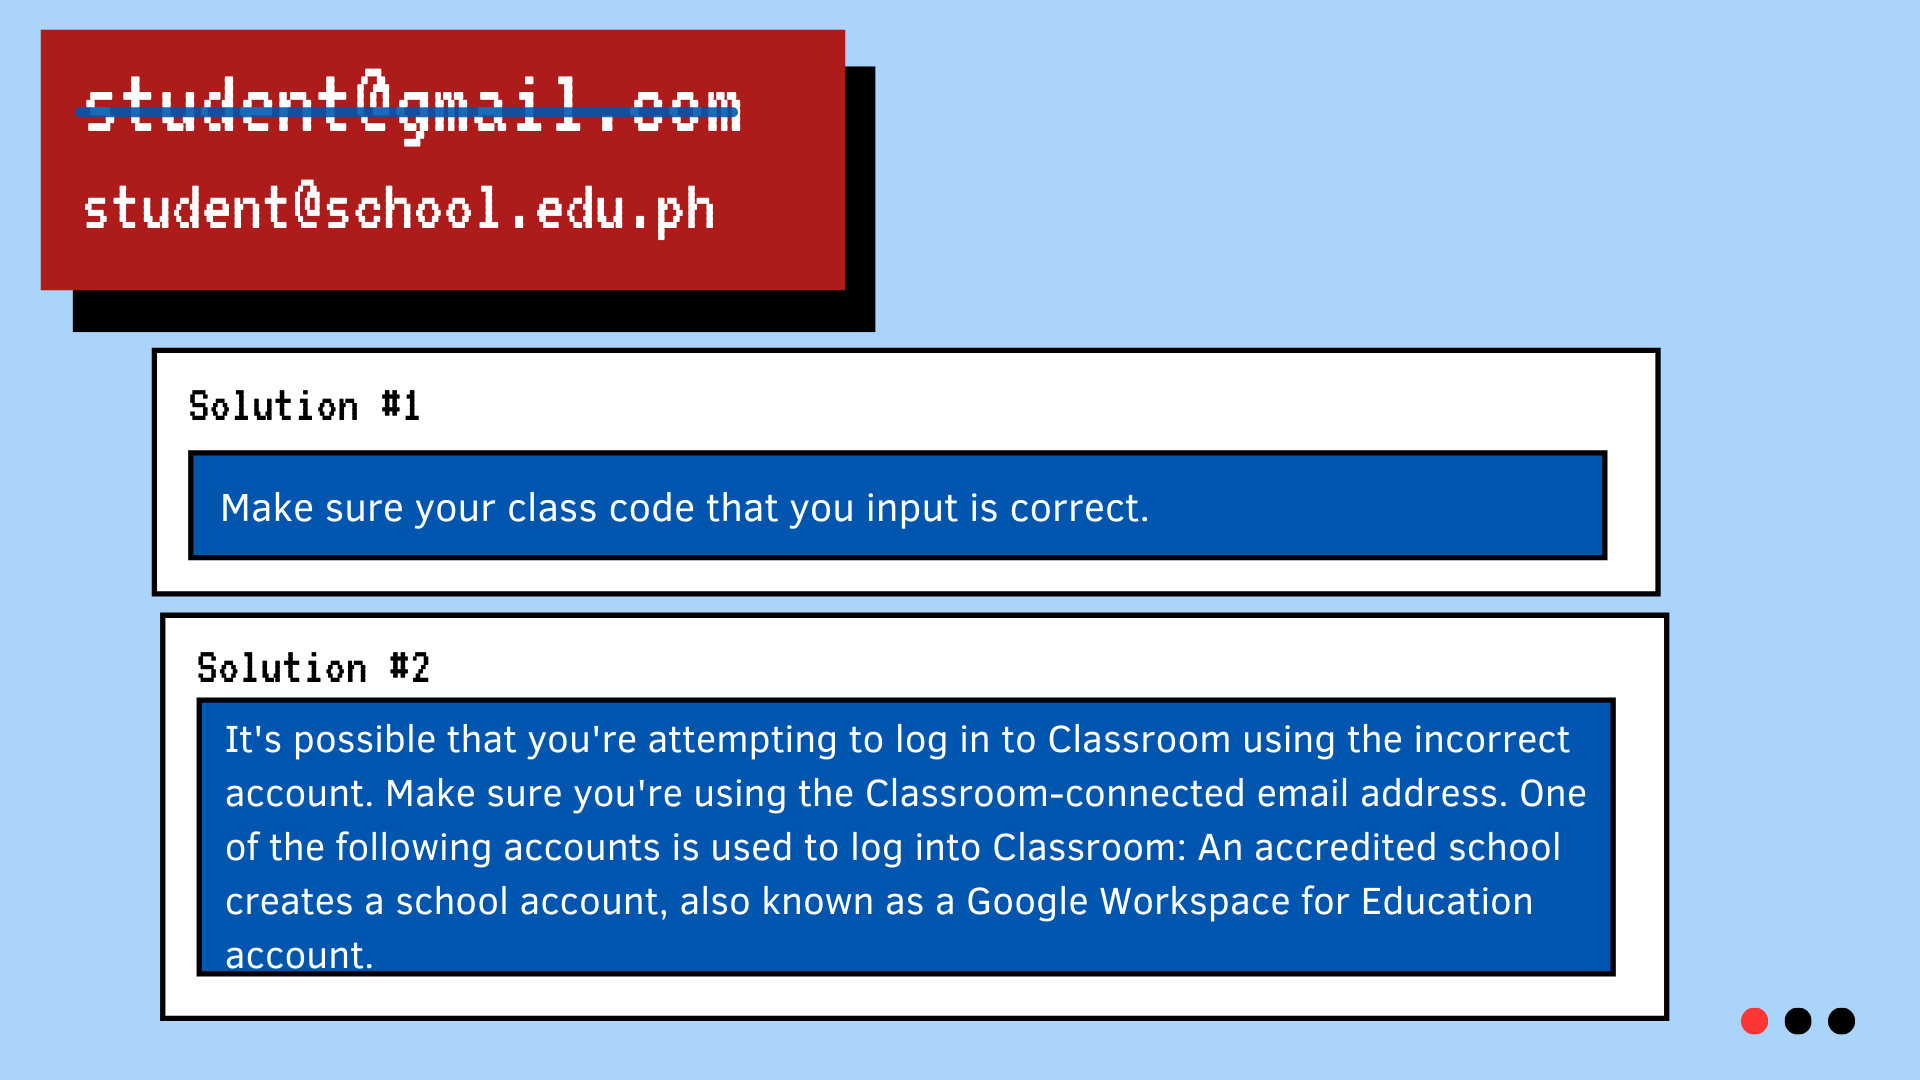 student@gmail.com
student@school.edu.ph
Solution #1
Make sure your class code that you input is correct.
Solution #2
It's possible that you're attempting to log in to Classroom using the incorrect
account. Make sure you're using the Classroom-connected email address. One
of the following accounts is used to log into Classroom: An accredited school
creates a school account, also known as a Google Workspace for Education
account.